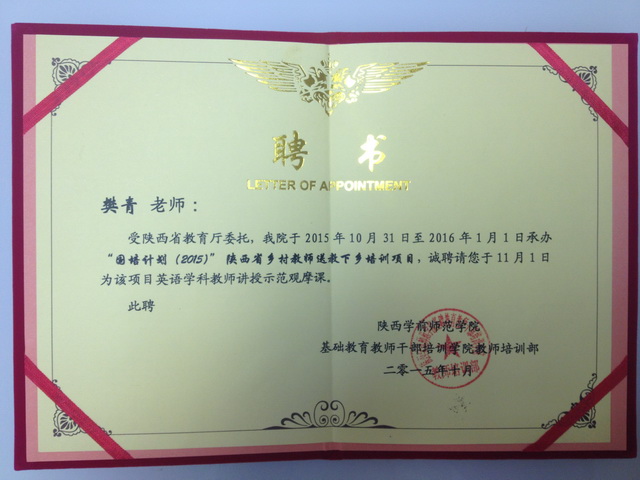 聘 书
LETTER OF APPOINTMENT
樊青 老师：
受陕西省教育厅委托，我院于2015年10月31日至2016年1月1日承办
“国培计划（2015）”陕西省乡村教师送教下乡培训项目，诚聘请您于11月1日
为该项目英语学科教师讲授示范观摩课。
此聘
陕西学前师范学院
基础教育教师干部培训学院教师培训部
二零一五年十月